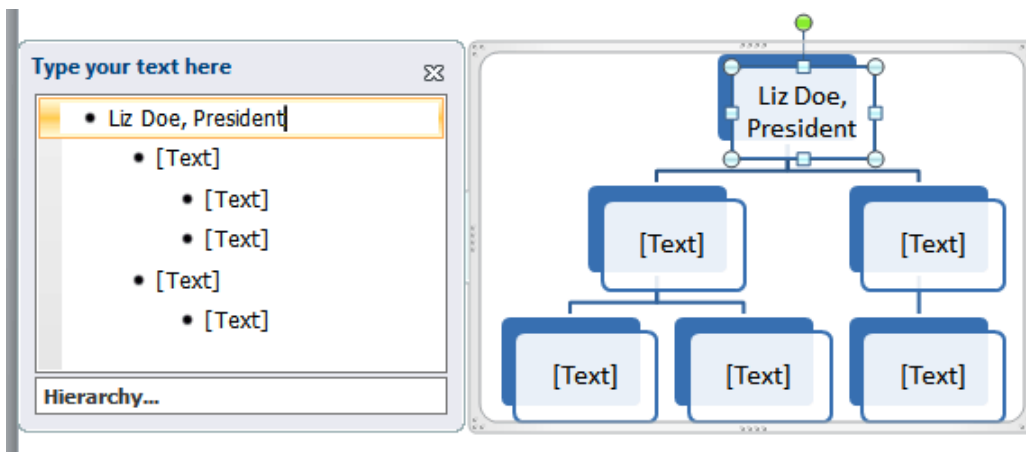 Type your text here
• Liz Doe, President
• [Text]
• [Text]
• [Text]
• [Text]
• [Text]
Hierarchy...
Liz Doe,
President
[Text]
[Text]
[Text]
[Text]
[Text]